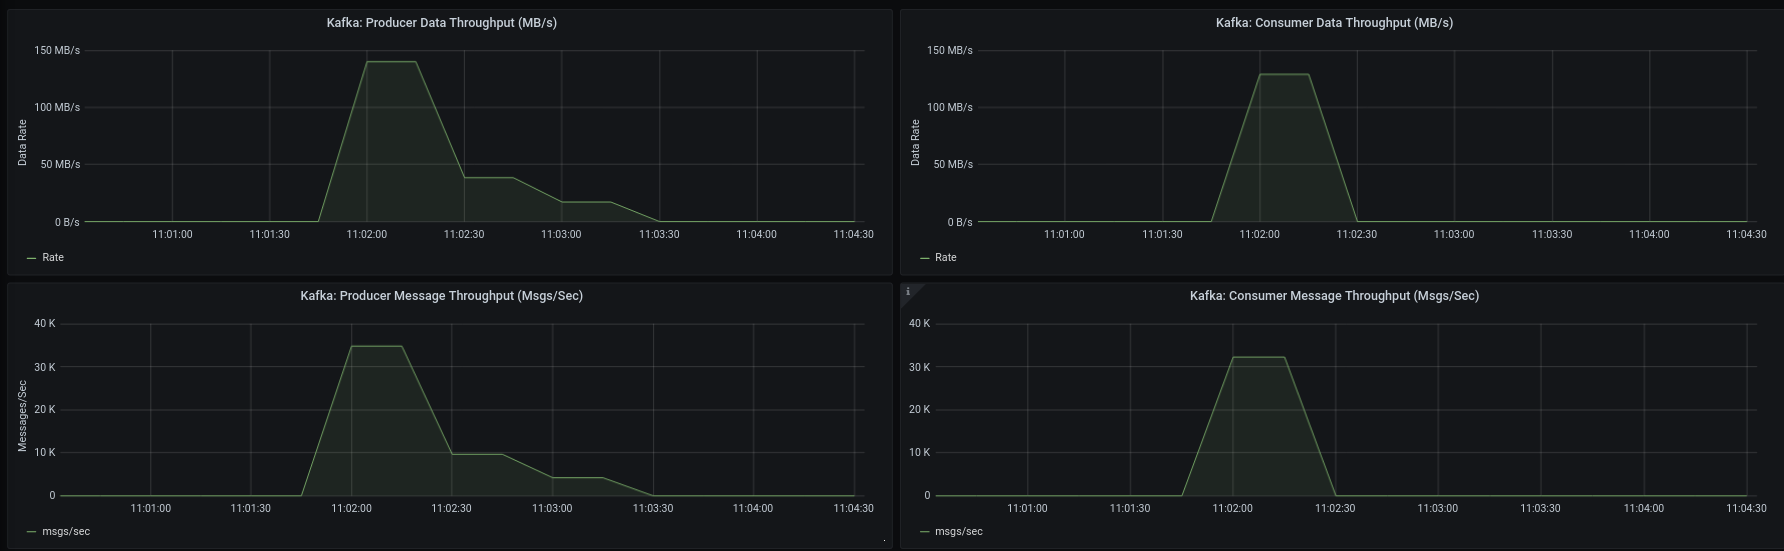 Kafka: Producer Data Throughput (MB/s)
150 MB/s
100 MB/s
50 MB/s
0 B/s
Data Rate
11:01:00 11:01:30 11:02:00 11:02:30 11:03:00 11:03:30 11:04:00 11:04:30
Rate
Kafka: Consumer Data Throughput (MB/s)
150 MB/s
100 MB/s
50 MB/s
0 B/s
Data Rate
11:01:00 11:01:30 11:02:00 11:02:30 11:03:00 11:03:30 11:04:00 11:04:30
Rate
Kafka: Producer Message Throughput (Msgs/Sec)
40 K
30 K
20 K
10 K
0
Messages/Sec
11:01:00 11:01:30 11:02:00 11:02:30 11:03:00 11:03:30 11:04:00 11:04:30
msgs/sec
i
Kafka: Consumer Message Throughput (Msgs/Sec)
40 K
30 K
20 K
10 K
0
11:01:00 11:01:30 11:02:00 11:02:30 11:03:00 11:03:30 11:04:00 11:04:30
msgs/sec